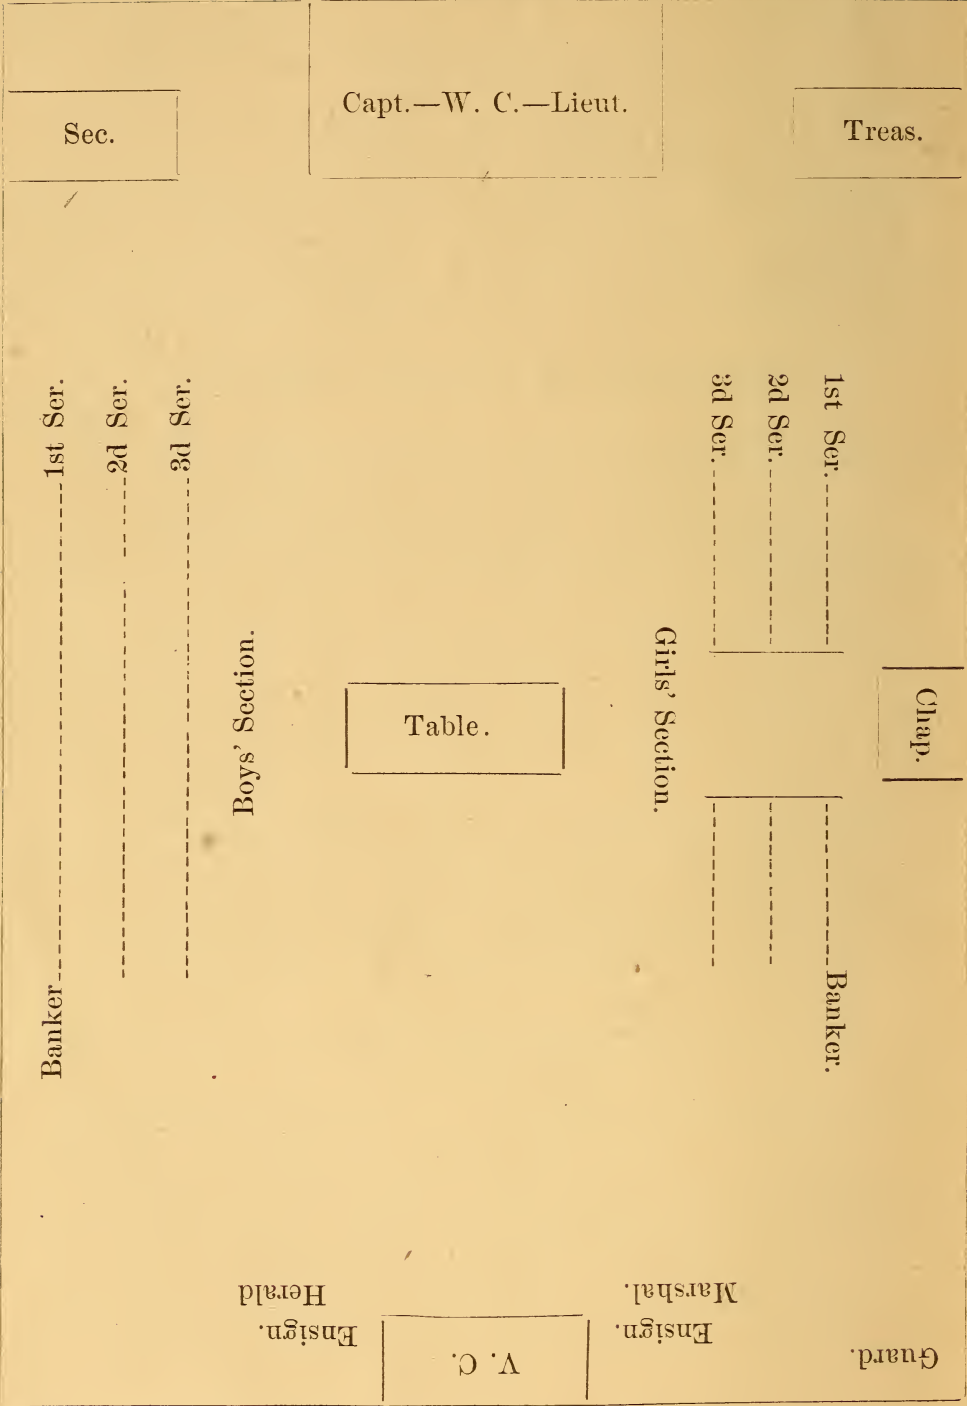 Capt.—W. C.—Lieut.
Sec.
Treas.
1st Ser.
2d Ser.
3d Ser.
3d Ser.
2d Ser.
1st Ser.
Boys' Section.
Table.
Girls' Section.
Chap.
Banker
Banker.
Herald
Ensign.
V. C.
Marshal.
Ensign.
Guard.